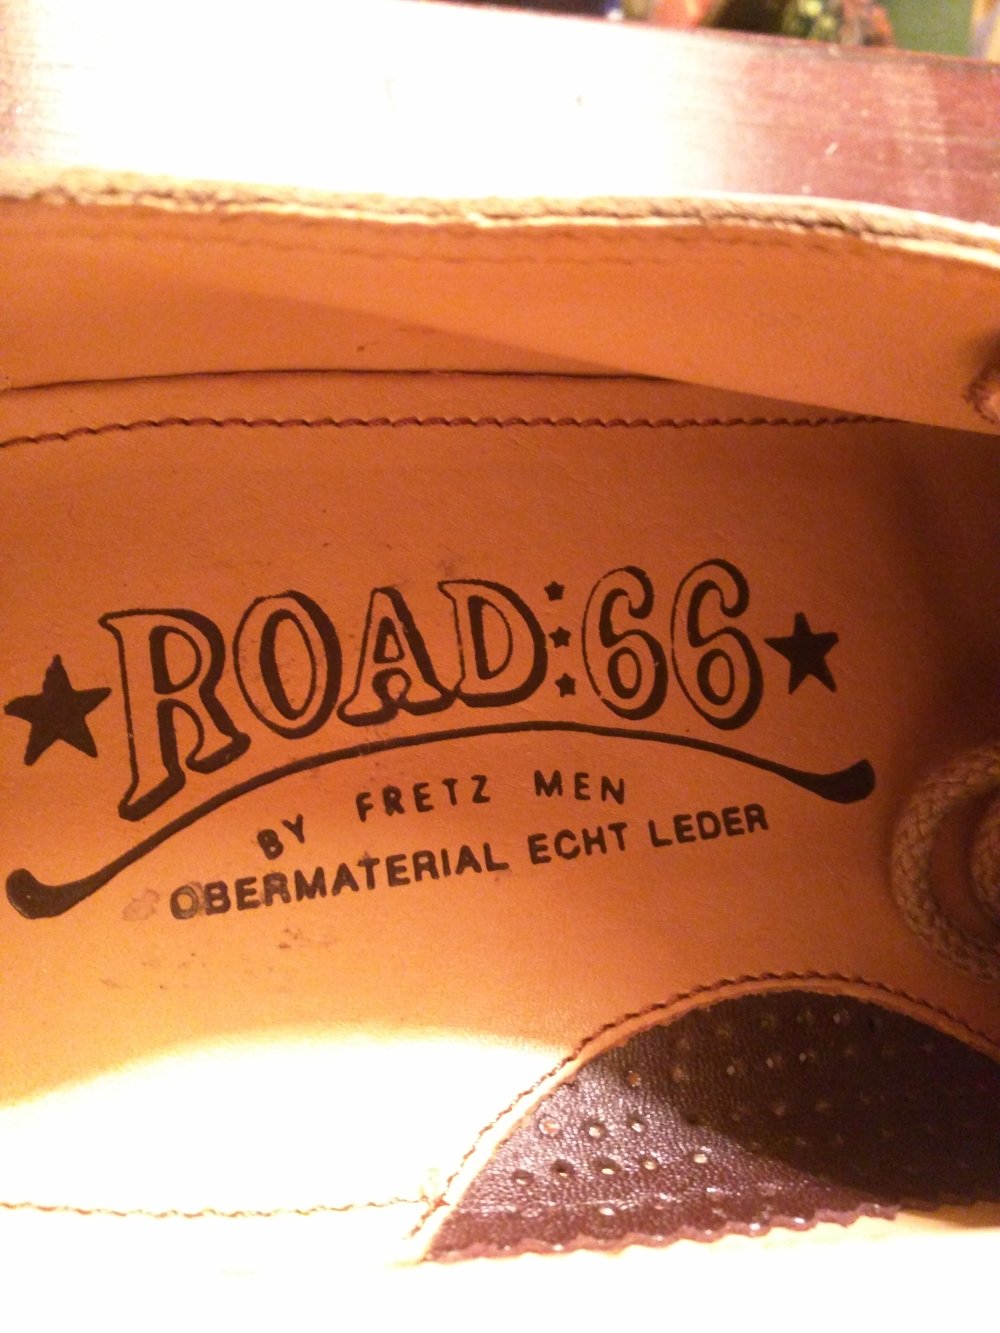 ROAD:66
BY FRETZ MEN
OBERMATERIAL ECHT LEDER